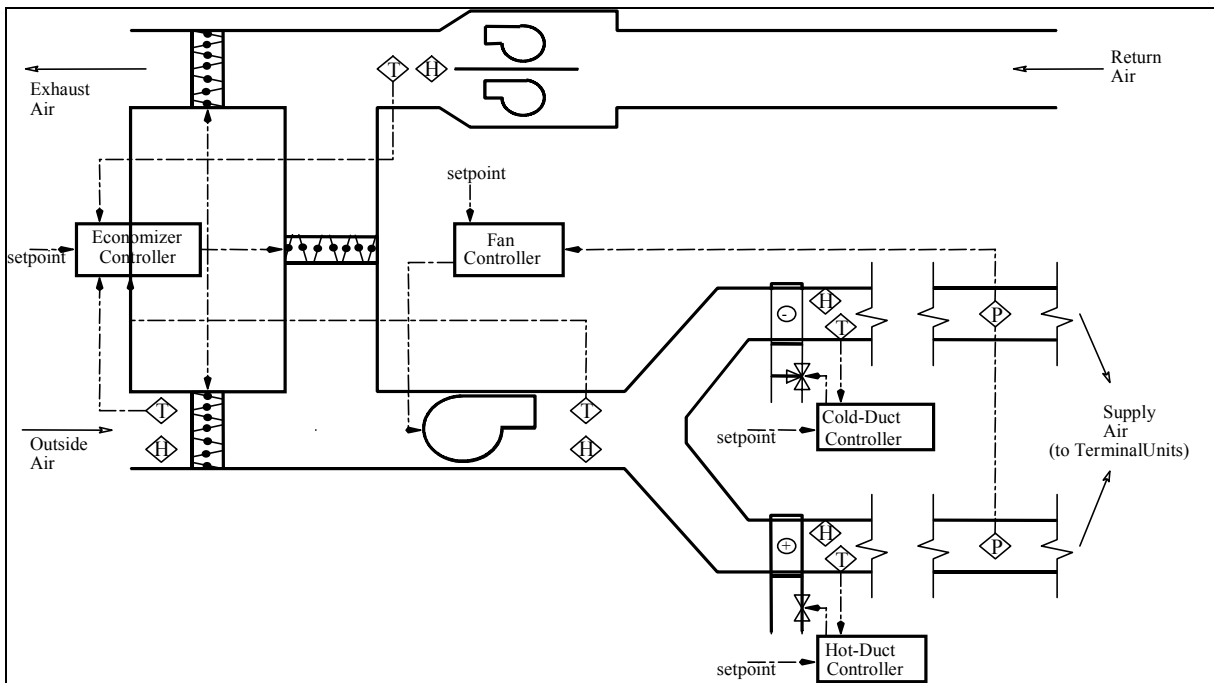 T
H
Exhaust
Air
Return
Air
setpoint
Economizer
Controller
setpoint
Fan
Controller
H
T
-
P
T
H
Outside
Air
T
H
setpoint
Cold-Duct
Controller
Supply
Air
(to TerminalUnits)
H
T
+
P
setpoint
Hot-Duct
Controller